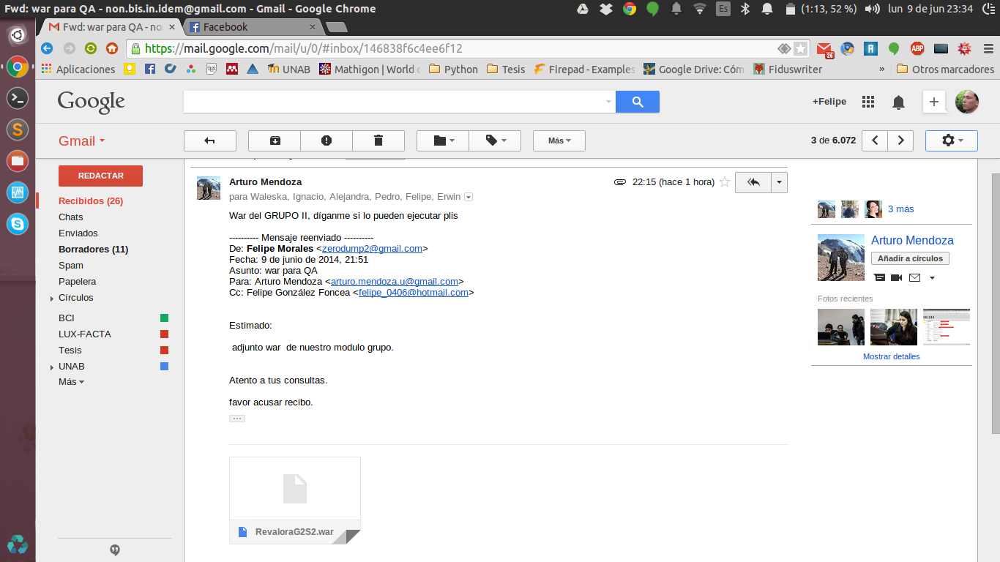 Fwd: war para QA - non.bis.in.idem@gmail.com - Gmail - Google Chrome
Es
(1:13, 52 %)
lun 9 de jun 23:34
Fwd: war para QA - no
Facebook
https://mail.google.com/mail/u/0/#inbox/146838f6c4ee6f12
26
ABP
Aplicaciones
UNAB
Mathigon | World
Python
Tesis
Firepad - Examples
Google Drive: Cóm
Fiduswriter
»
Otros marcadores
Google
+Felipe
Gmail
Más
3 de 6.072
REDACTAR
Recibidos (26)
Chats
Enviados
Borradores (11)
Spam
Papelera
Círculos
BCI
LUX-FACTA
Tesis
UNAB
Más
Arturo Mendoza
22:15 (hace 1 hora)
para Waleska, Ignacio, Alejandra, Pedro, Felipe, Erwin
War del GRUPO II, díganme si lo pueden ejecutar plis
---------- Mensaje reenviado ----------
De: Felipe Morales <zerodump2@gmail.com>
Fecha: 9 de junio de 2014, 21:51
Asunto: war para QA
Para: Arturo Mendoza <arturo.mendoza.u@gmail.com>
Cc: Felipe González Foncea <felipe_0406@hotmail.com>
Estimado:
adjunto war  de nuestro modulo grupo.
Atento a tus consultas.
favor acusar recibo.
RevaloraG2S2.war
3 más
Arturo Mendoza
Añadir a círculos
Fotos recientes
Mostrar detalles